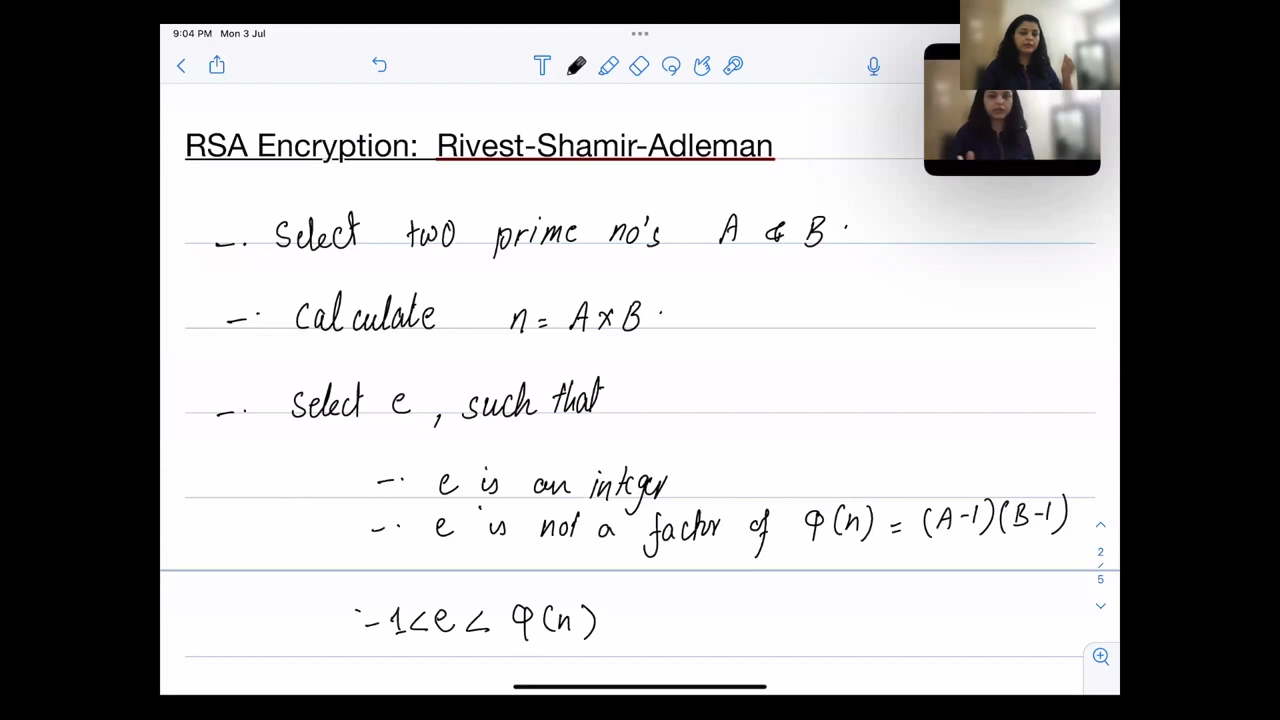 9:04 PM Mon 3 Jul
RSA Encryption: Rivest-Shamir-Adleman
-. Select two prime no's A & B.
-. Calculate n = A x B.
-. Select e, such that
-. e is an integer
-. e is not a factor of φ(n) = (A-1)(B-1)
- 1 < e < φ(n)
2
/
5